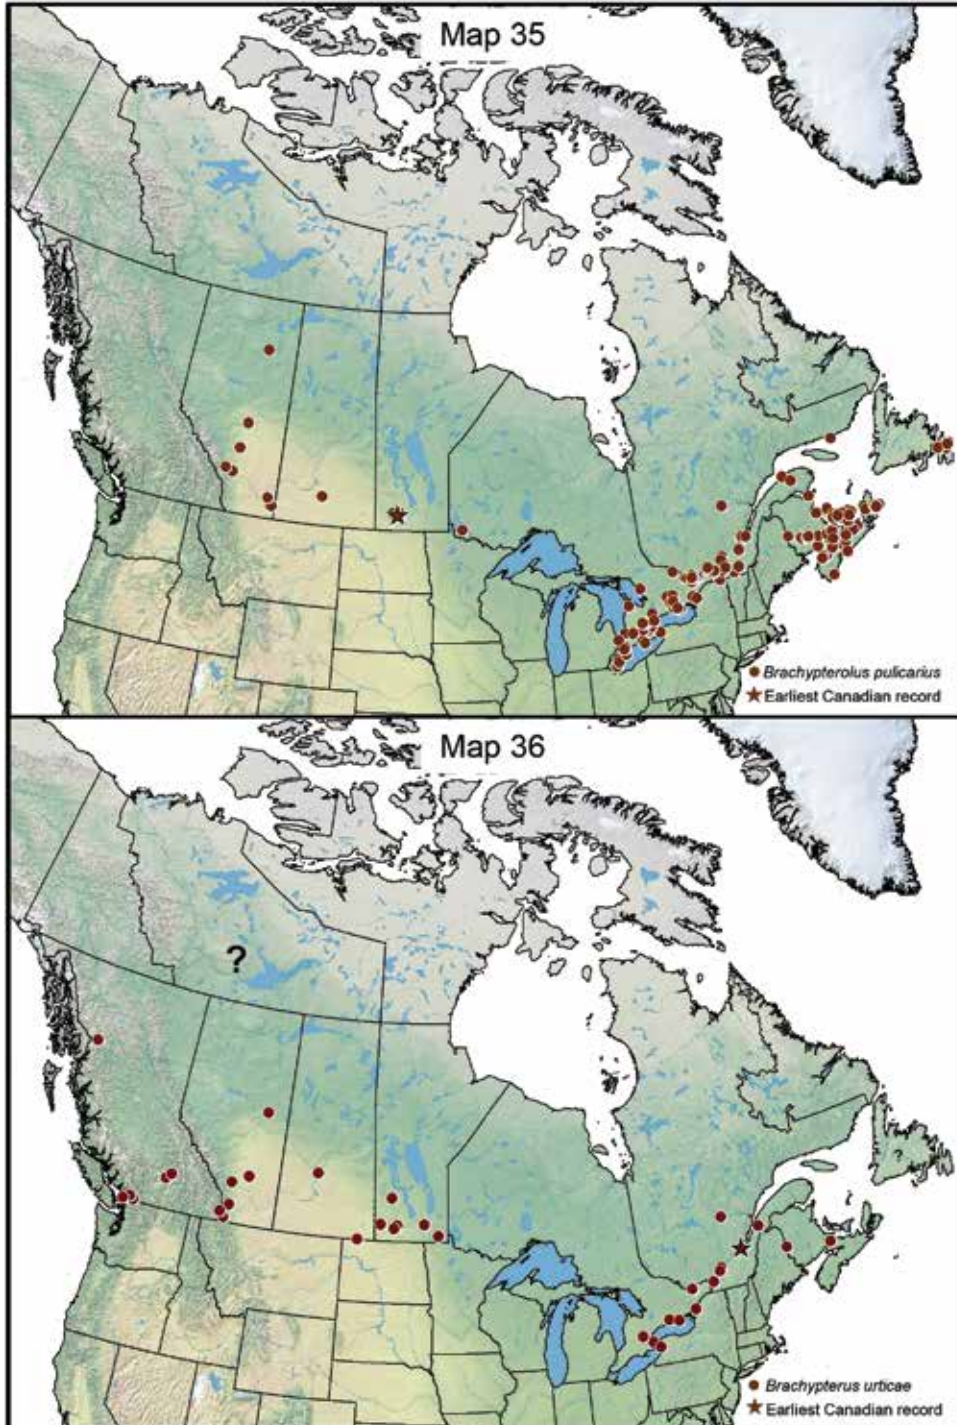 Map 35
Brachypterolus pulicarius
Earliest Canadian record
Map 36
?
?
Brachypterus urticae
Earliest Canadian record